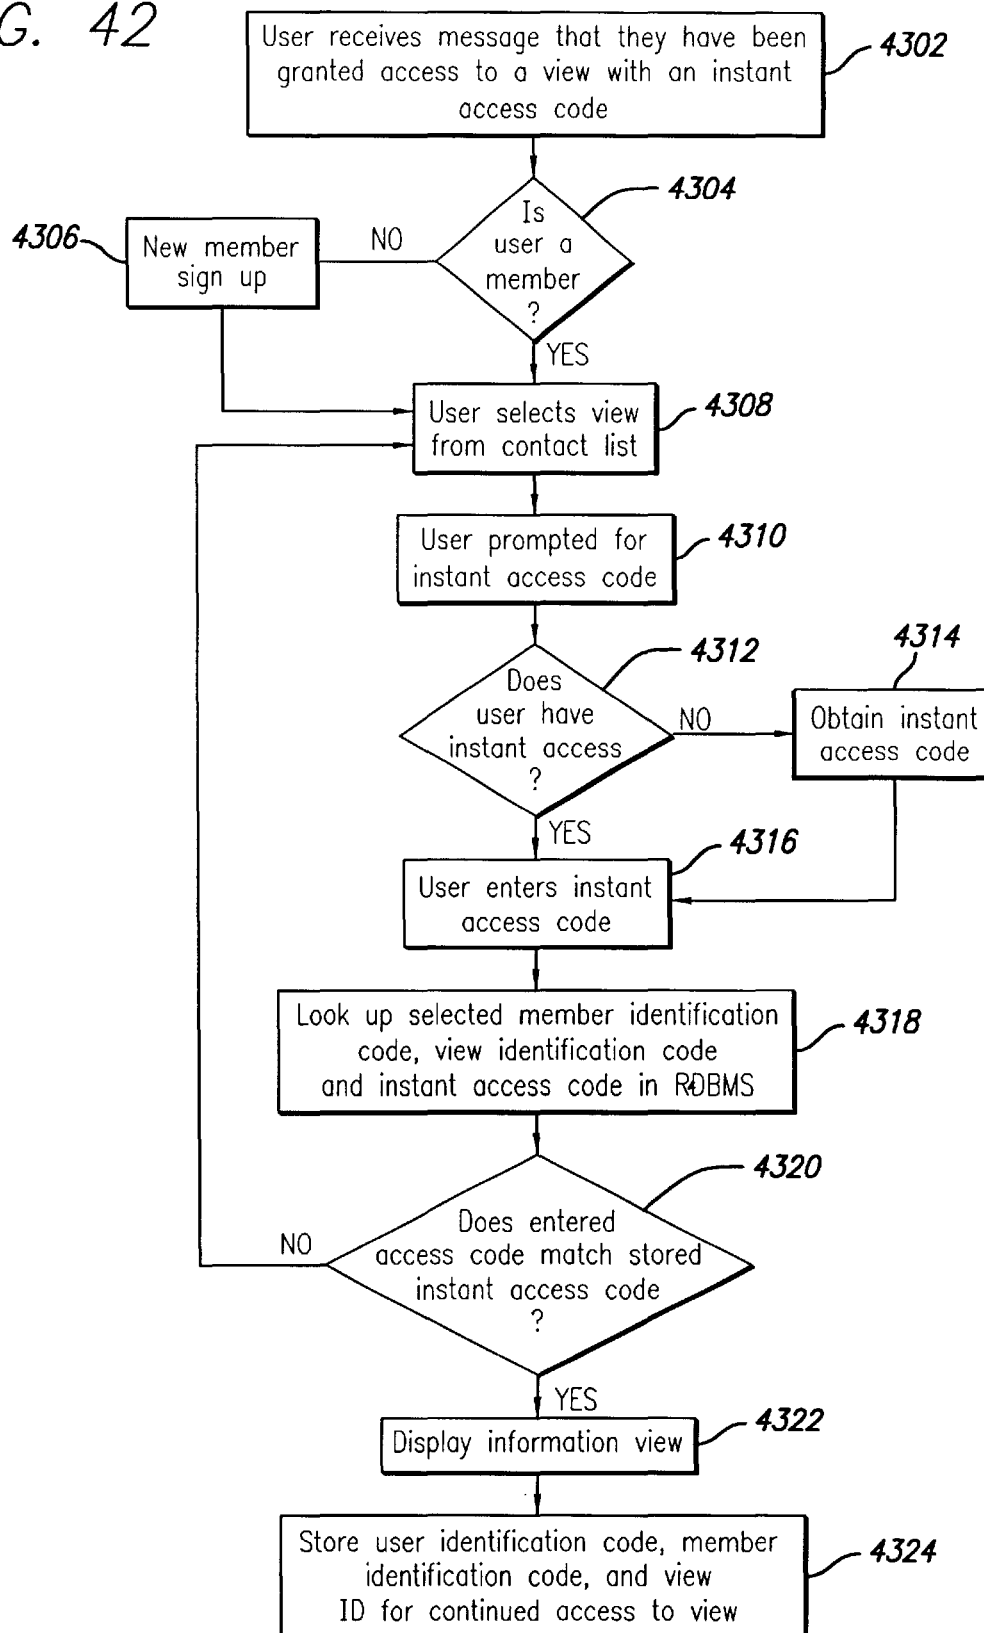 G. 42
User receives message that they have been
granted access to a view with an instant
access code
4302
4304
Is
user a
member
?
NO
4306
New member
sign up
YES
User selects view
from contact list
4308
User prompted for
instant access code
4310
4312
Does
user have
instant access
?
NO
4314
Obtain instant
access code
YES
4316
User enters instant
access code
Look up selected member identification
code, view identification code
and instant access code in RDBMS
4318
4320
Does entered
access code match stored
instant access code
?
NO
YES
4322
Display information view
Store user identification code, member
identification code, and view
ID for continued access to view
4324